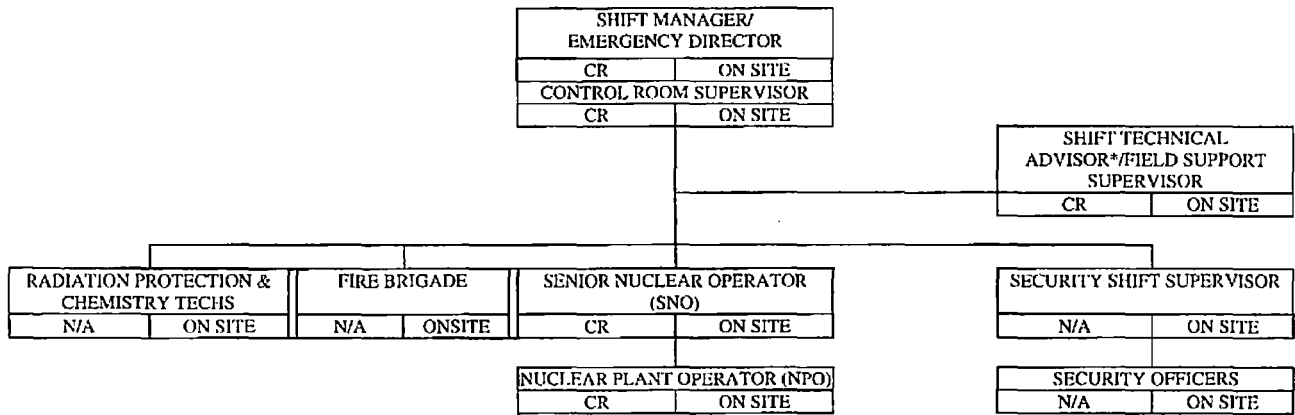 SHIFT MANAGER/
EMERGENCY DIRECTOR
CR ON SITE
CONTROL ROOM SUPERVISOR
CR ON SITE
SHIFT TECHNICAL
ADVISOR*/FIELD SUPPORT
SUPERVISOR
CR ON SITE
RADIATION PROTECTION &
CHEMISTRY TECHS
N/A ON SITE
FIRE BRIGADE
N/A ONSITE
SENIOR NUCLEAR OPERATOR
(SNO)
CR ON SITE
SECURITY SHIFT SUPERVISOR
N/A ON SITE
NUCLEAR PLANT OPERATOR (NPO)
CR ON SITE
SECURITY OFFICERS
N/A ON SITE